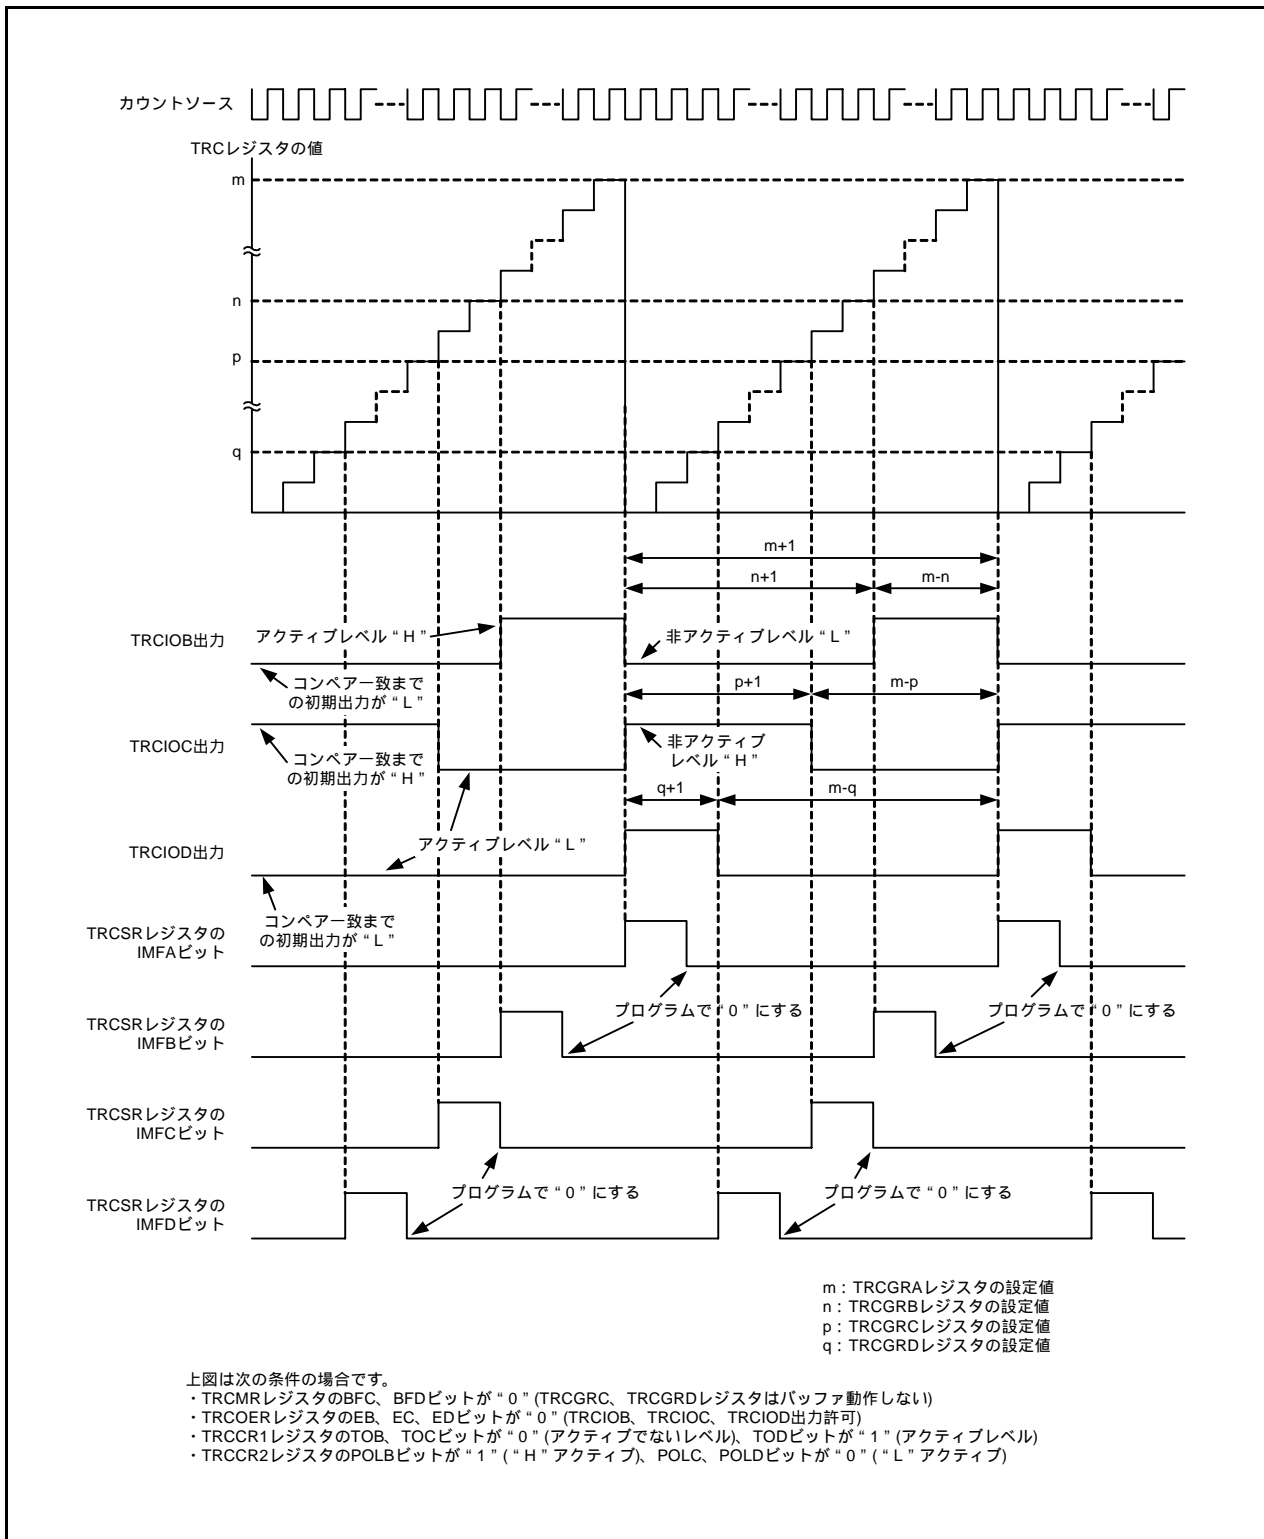 カウントソース
TRCレジスタの値
m
n
p
q
m+1
n+1
m-n
TRCIOB出力
アクティブレベル“H”
非アクティブレベル“L”
コンペア一致まで
の初期出力が“L”
p+1
m-p
TRCIOC出力
コンペア一致まで
の初期出力が“H”
非アクティブ
レベル“H”
q+1
m-q
TRCIOD出力
アクティブレベル“L”
コンペア一致まで
の初期出力が“L”
TRCSRレジスタの
IMFAビット
プログラムで“0”にする
プログラムで“0”にする
TRCSRレジスタの
IMFBビット
TRCSRレジスタの
IMFCビット
プログラムで“0”にする
プログラムで“0”にする
TRCSRレジスタの
IMFDビット
m：TRCGRAレジスタの設定値
n：TRCGRBレジスタの設定値
p：TRCGRCレジスタの設定値
q：TRCGRDレジスタの設定値
上図は次の条件の場合です。
・TRCMRレジスタのBFC、BFDビットが“0”(TRCGRC、TRCGRDレジスタはバッファ動作しない)
・TRCOERレジスタのEB、EC、EDビットが“0”(TRCIOB、TRCIOC、TRCIOD出力許可)
・TRCCR1レジスタのTOB、TOCビットが“0”(アクティブでないレベル)、TODビットが“1”(アクティブレベル)
・TRCCR2レジスタのPOLBビットが“1”(“H”アクティブ)、POLC、POLDビットが“0”(“L”アクティブ)